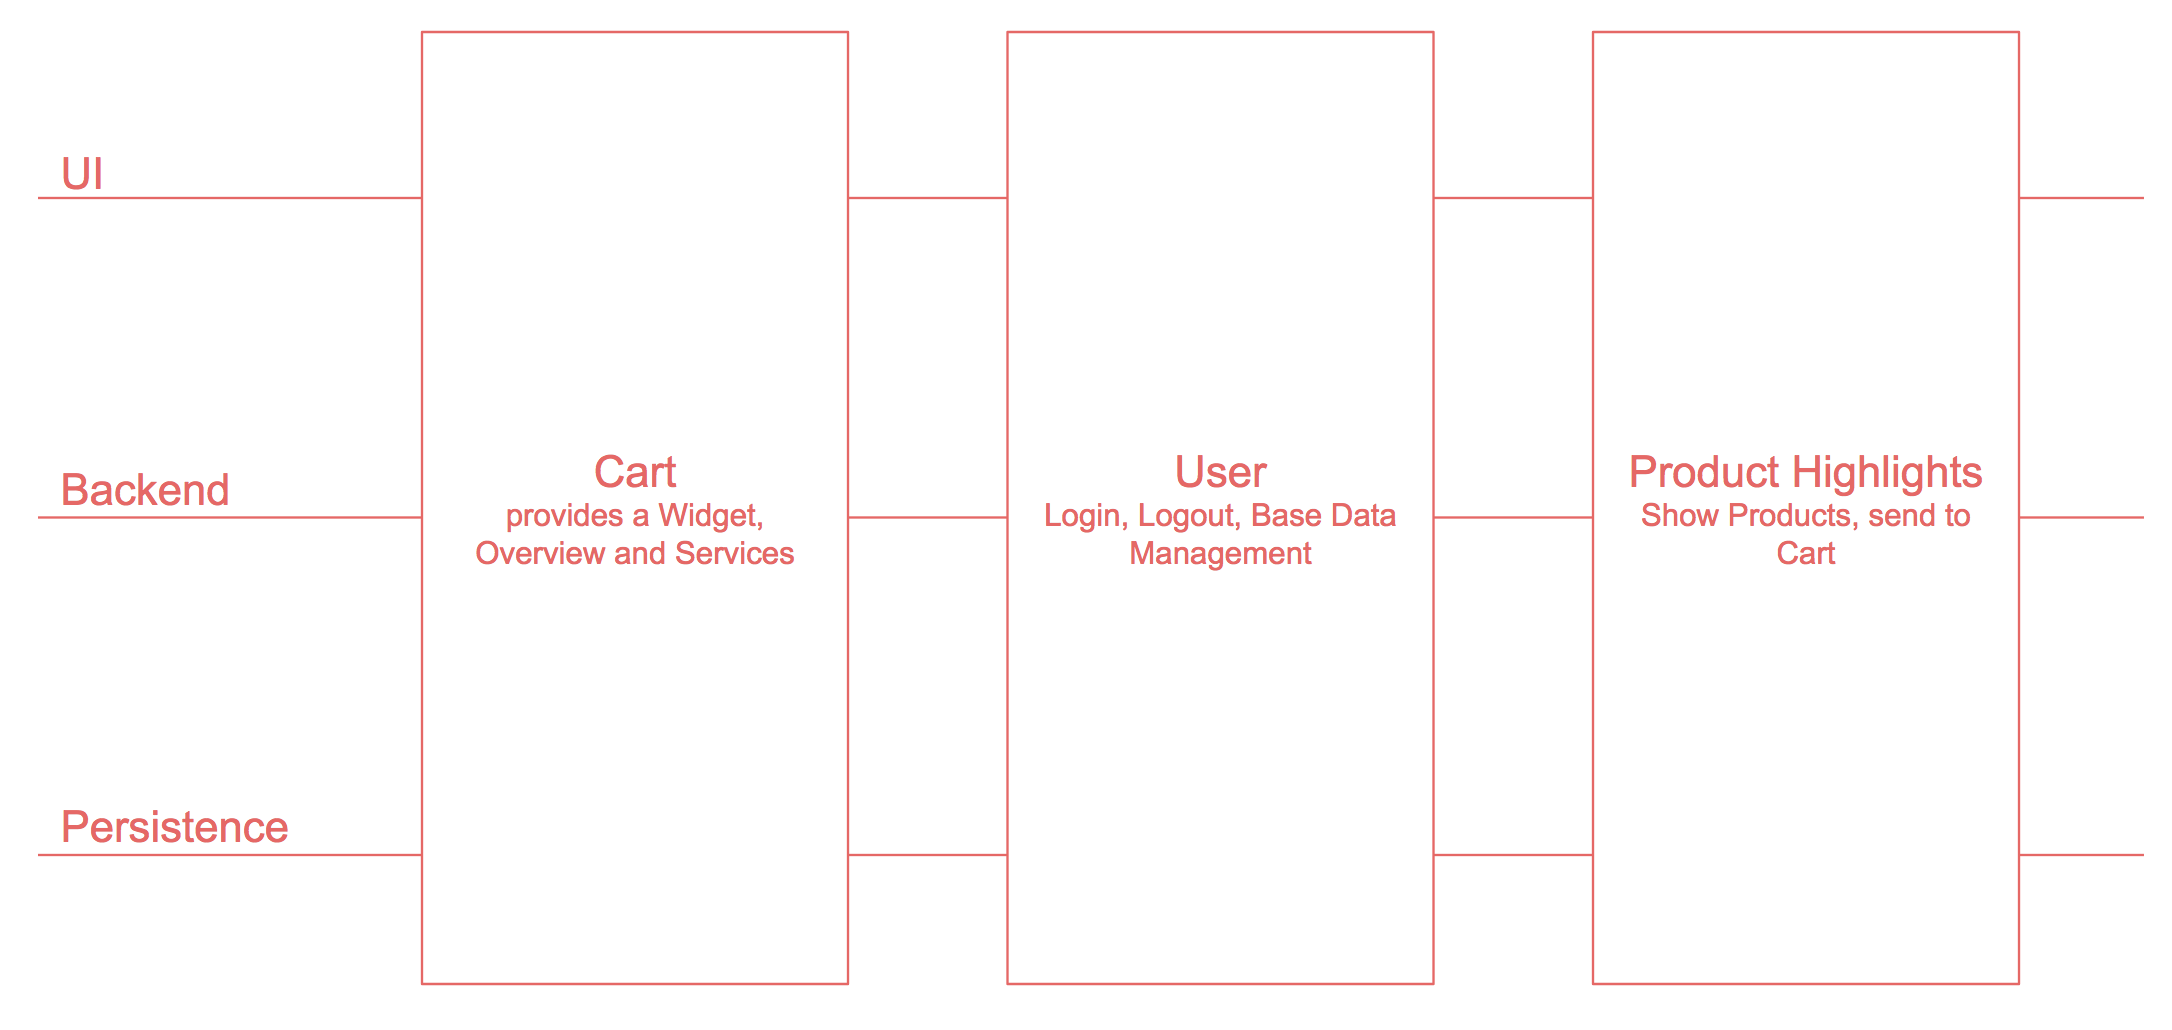 UI
Backend
Persistence
Cart
provides a Widget,
Overview and Services
User
Login, Logout, Base Data
Management
Product Highlights
Show Products, send to
Cart